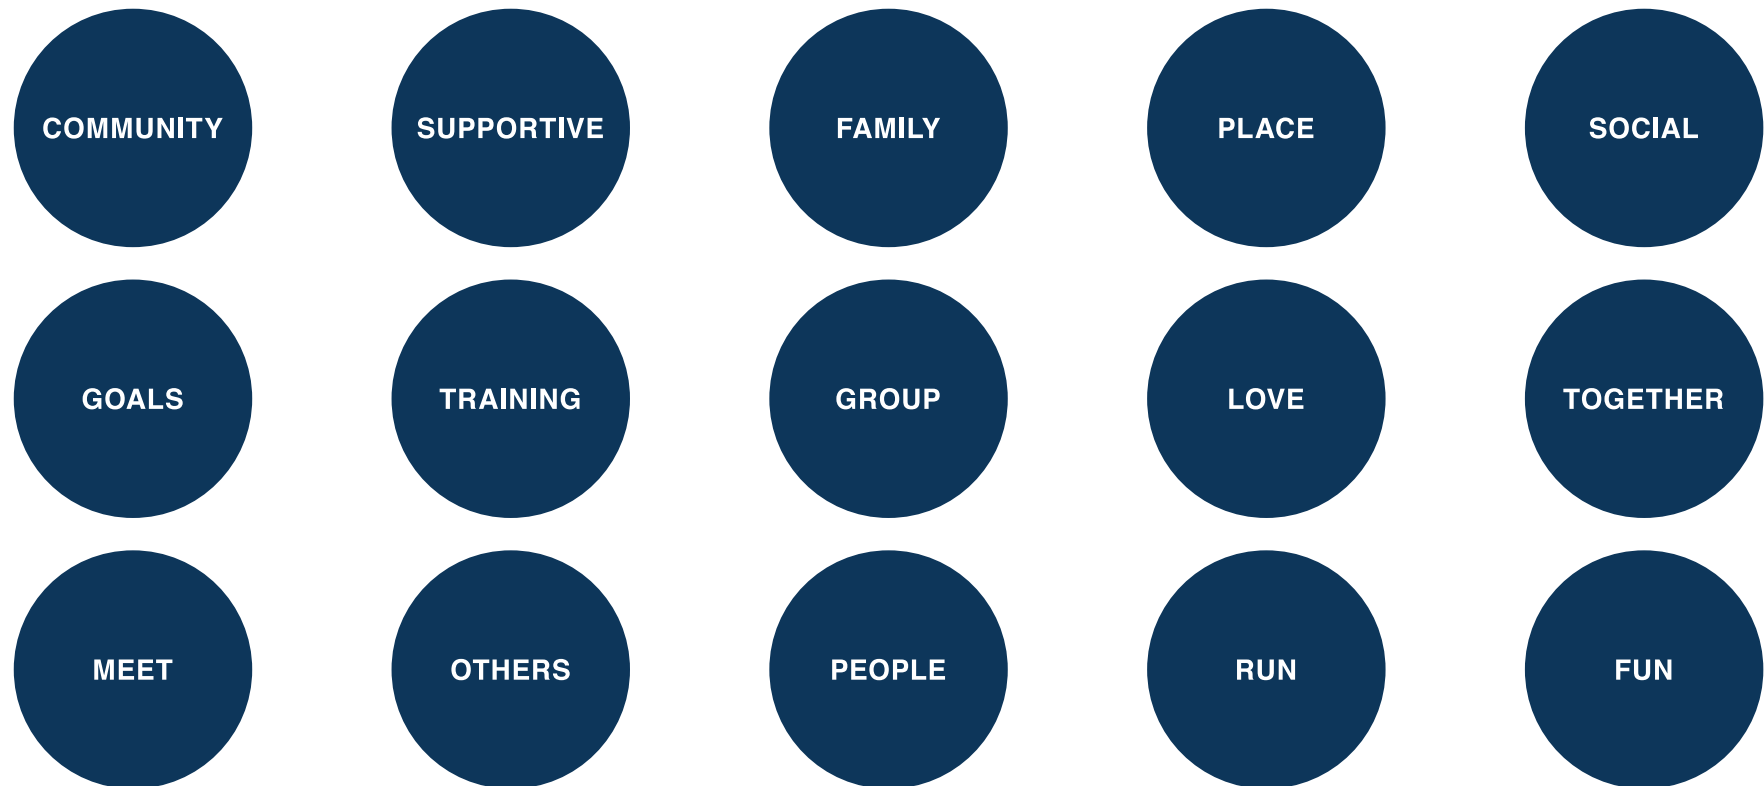 COMMUNITY
SUPPORTIVE
FAMILY
PLACE
SOCIAL
GOALS
TRAINING
GROUP
LOVE
TOGETHER
MEET
OTHERS
PEOPLE
RUN
FUN